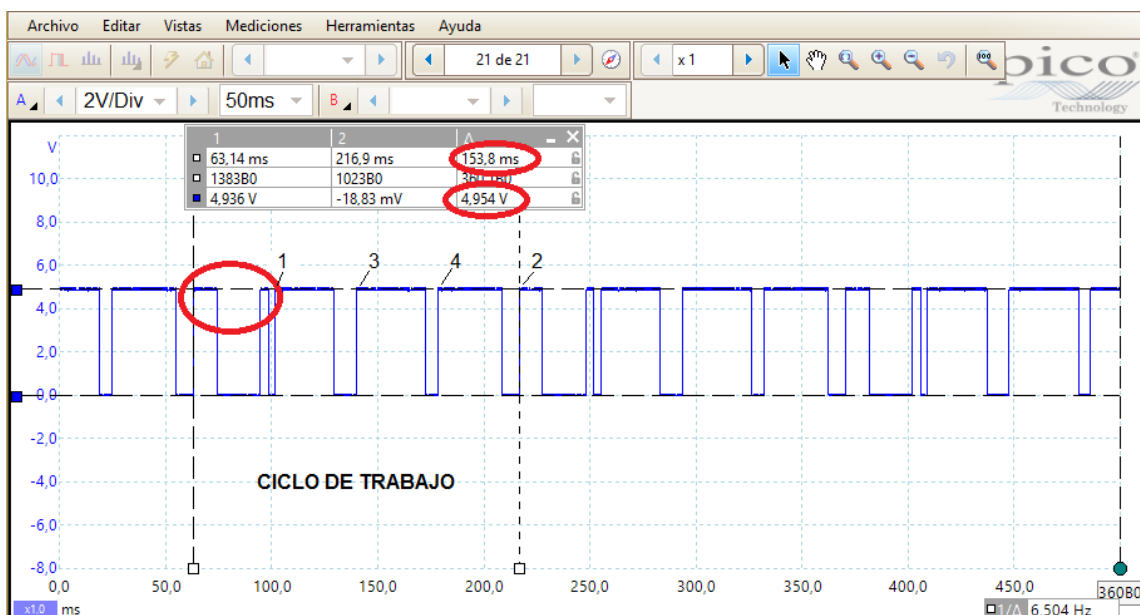 Archivo Editar Vistas Mediciones Herramientas Ayuda
21 de 21 x 1 100
pico
Technology
A 2V/Div 50ms B
1 2 Δ
63,14 ms 216,9 ms 153,8 ms
1383B0 1023B0 360,1B0
4,936 V -18,83 mV 4,954 V
V
10,0
8,0
6,0
4,0
2,0
0,0
-2,0
-4,0
-6,0
-8,0
1 3 4 2
CICLO DE TRABAJO
0,0 50,0 100,0 150,0 200,0 250,0 300,0 350,0 400,0 450,0 360B0
x1,0 ms
1/Δ 6,504 Hz